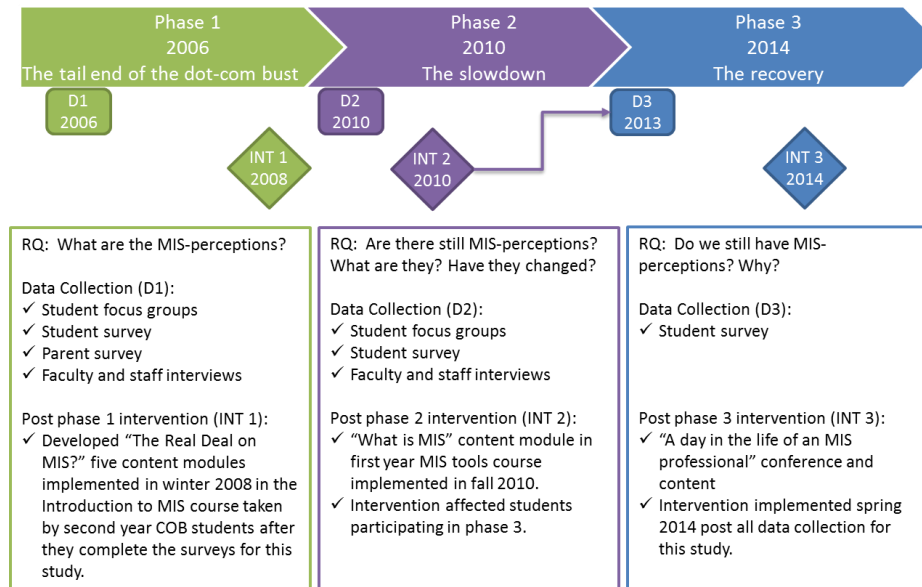 Phase 1
2006
The tail end of the dot-com bust
Phase 2
2010
The slowdown
Phase 3
2014
The recovery
D1
2006
D2
2010
D3
2013
INT 1
2008
INT 2
2010
INT 3
2014
RQ: What are the MIS-perceptions?
Data Collection (D1):
✓ Student focus groups
✓ Student survey
✓ Parent survey
✓ Faculty and staff interviews
Post phase 1 intervention (INT 1):
✓ Developed “The Real Deal on
MIS?” five content modules
implemented in winter 2008 in the
Introduction to MIS course taken
by second year COB students after
they complete the surveys for this
study.
RQ: Are there still MIS-perceptions?
What are they? Have they changed?
Data Collection (D2):
✓ Student focus groups
✓ Student survey
✓ Faculty and staff interviews
Post phase 2 intervention (INT 2):
✓ “What is MIS” content module in
first year MIS tools course
implemented in fall 2010.
✓ Intervention affected students
participating in phase 3.
RQ: Do we still have MIS-
perceptions? Why?
Data Collection (D3):
✓ Student survey
Post phase 3 intervention (INT 3):
✓ “A day in the life of an MIS
professional” conference and
content
✓ Intervention implemented spring
2014 post all data collection for
this study.